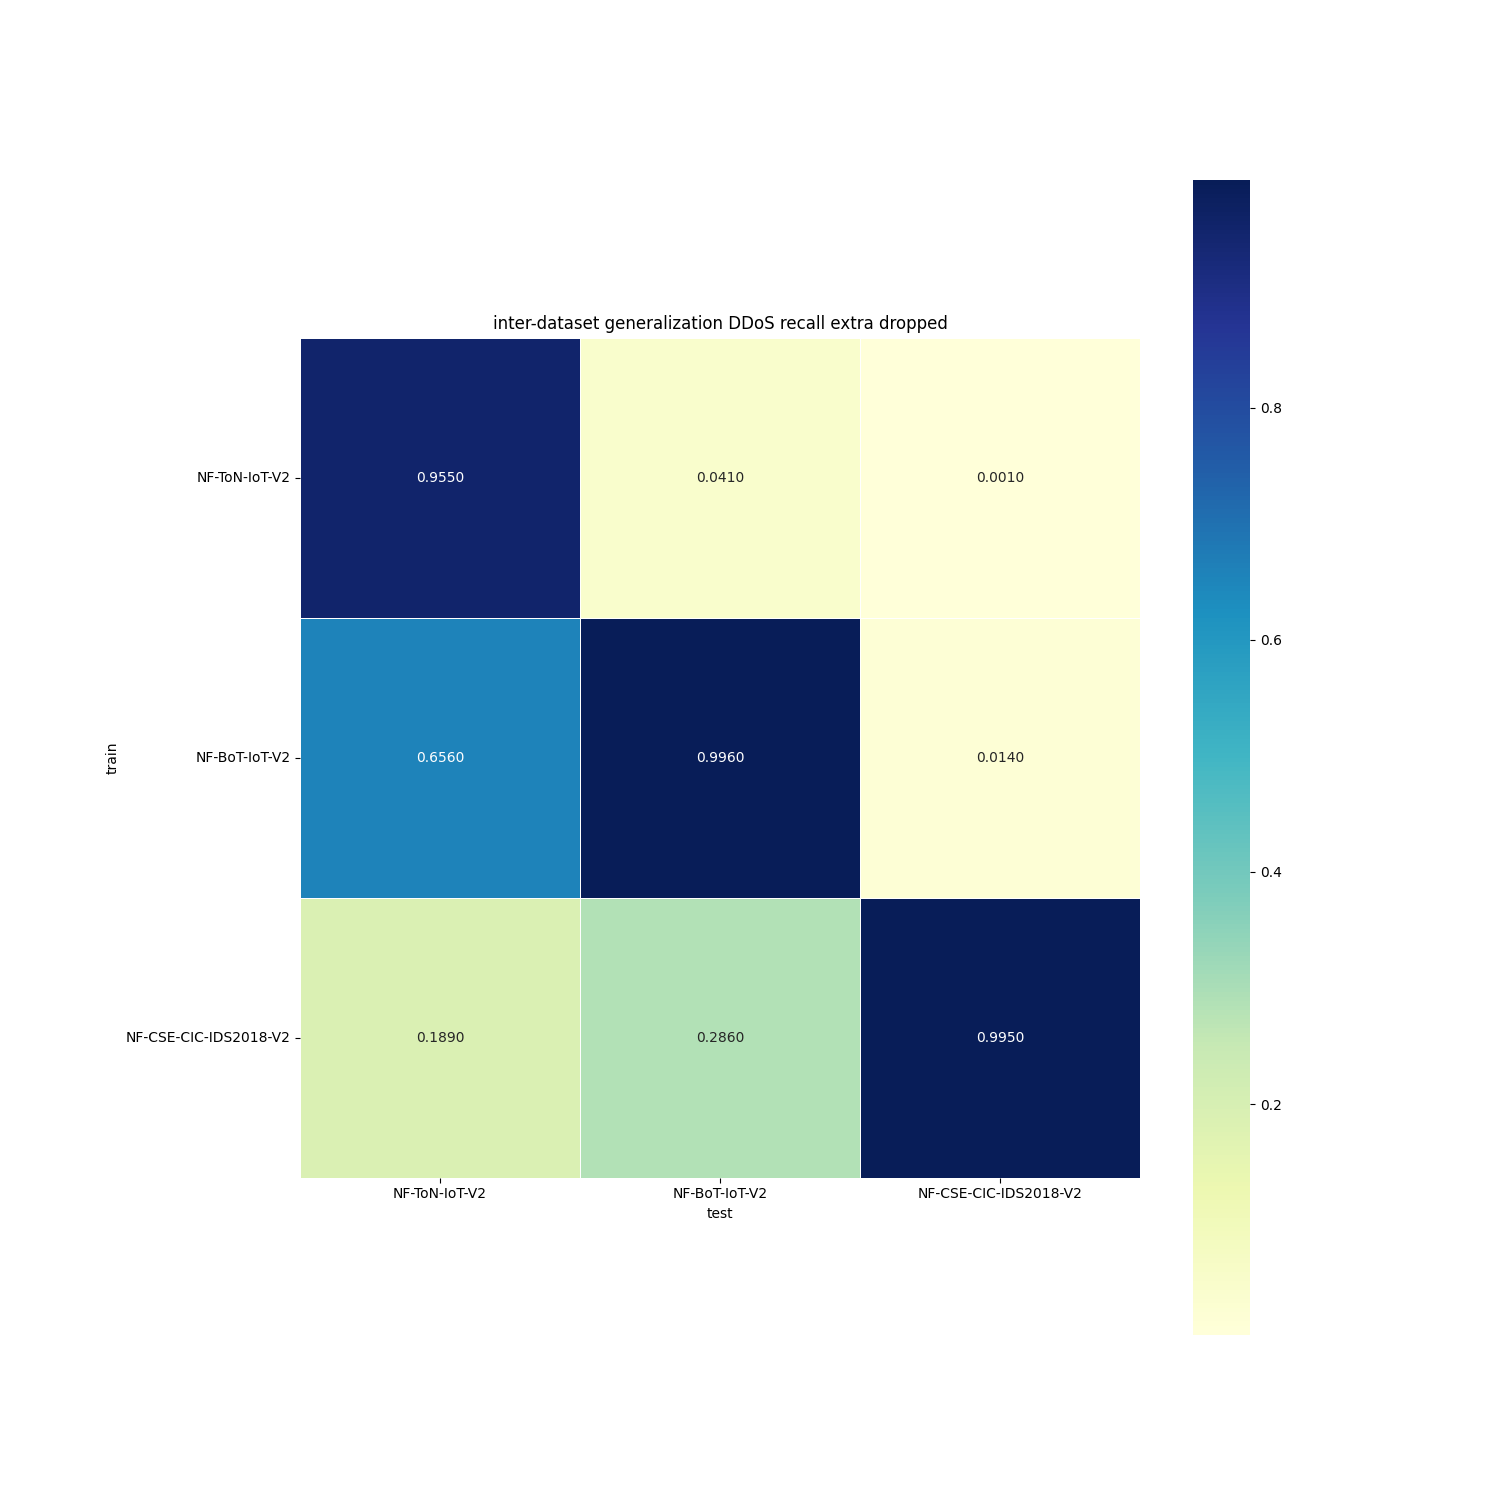 inter-dataset generalization DDoS recall extra dropped
train
NF-ToN-IoT-V2
0.9550
0.0410
0.0010
NF-BoT-IoT-V2
0.6560
0.9960
0.0140
NF-CSE-CIC-IDS2018-V2
0.1890
0.2860
0.9950
NF-ToN-IoT-V2
NF-BoT-IoT-V2
NF-CSE-CIC-IDS2018-V2
test
0.8
0.6
0.4
0.2